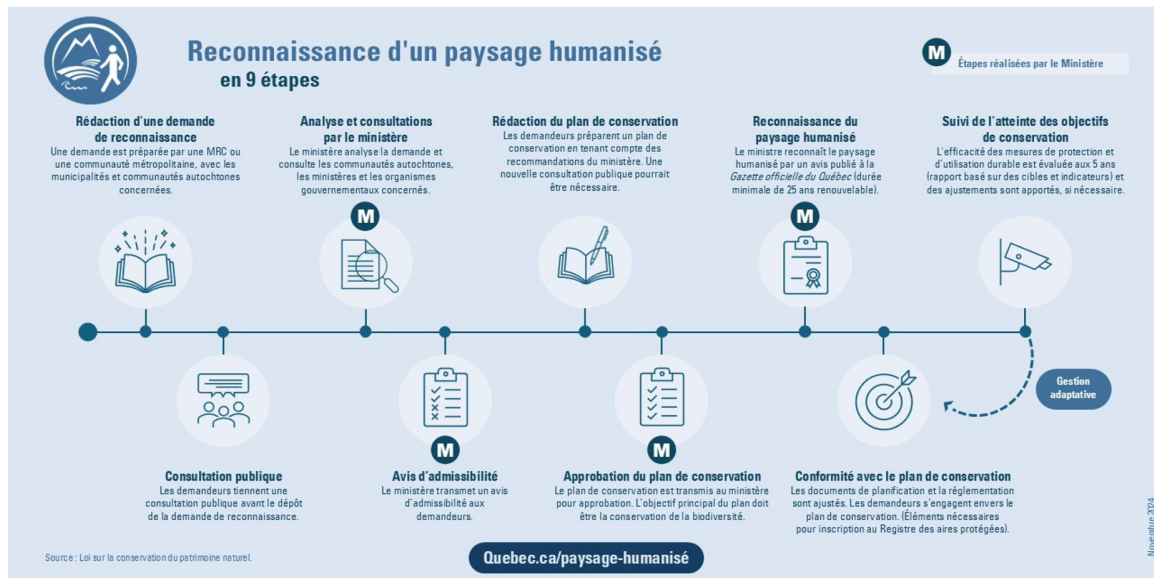 Reconnaissance d'un paysage humanisé
en 9 étapes
M
Étapes réalisées par le Ministère
Rédaction d'une demande
de reconnaissance
Une demande est préparée par une MRC ou
une communauté métropolitaine, avec les
municipalités et communautés autochtones
concernées.
Analyse et consultations
par le ministère
Le ministère analyse la demande et
consulte les communautés autochtones,
les ministères et les organismes
gouvernementaux concernés.
M
Rédaction du plan de conservation
Les demandeurs préparent un plan de
conservation en tenant compte des
recommandations du ministère. Une
nouvelle consultation publique pourrait
être nécessaire.
Reconnaissance du
paysage humanisé
Le ministre reconnaît le paysage
humanisé par un avis publié à la
Gazette officielle du Québec (durée
minimale de 25 ans renouvelable).
M
Suivi de l'atteinte des objectifs
de conservation
L'efficacité des mesures de protection et
d'utilisation durable est évaluée aux 5 ans
(rapport basé sur des cibles et indicateurs) et
des ajustements sont apportés, si nécessaire.
Gestion
adaptative
Consultation publique
Les demandeurs tiennent une
consultation publique avant le dépôt
de la demande de reconnaissance.
M
Avis d'admissibilité
Le ministère transmet un avis
d'admissibilité aux
demandeurs.
M
Approbation du plan de conservation
Le plan de conservation est transmis au ministère
pour approbation. L'objectif principal du plan doit
être la conservation de la biodiversité.
Conformité avec le plan de conservation
Les documents de planification et la réglementation
sont ajustés. Les demandeurs s'engagent envers le
plan de conservation. (Éléments nécessaires
pour inscription au Registre des aires protégées).
Source : Loi sur la conservation du patrimoine naturel.
Quebec.ca/paysage-humanisé
Novembre 2024